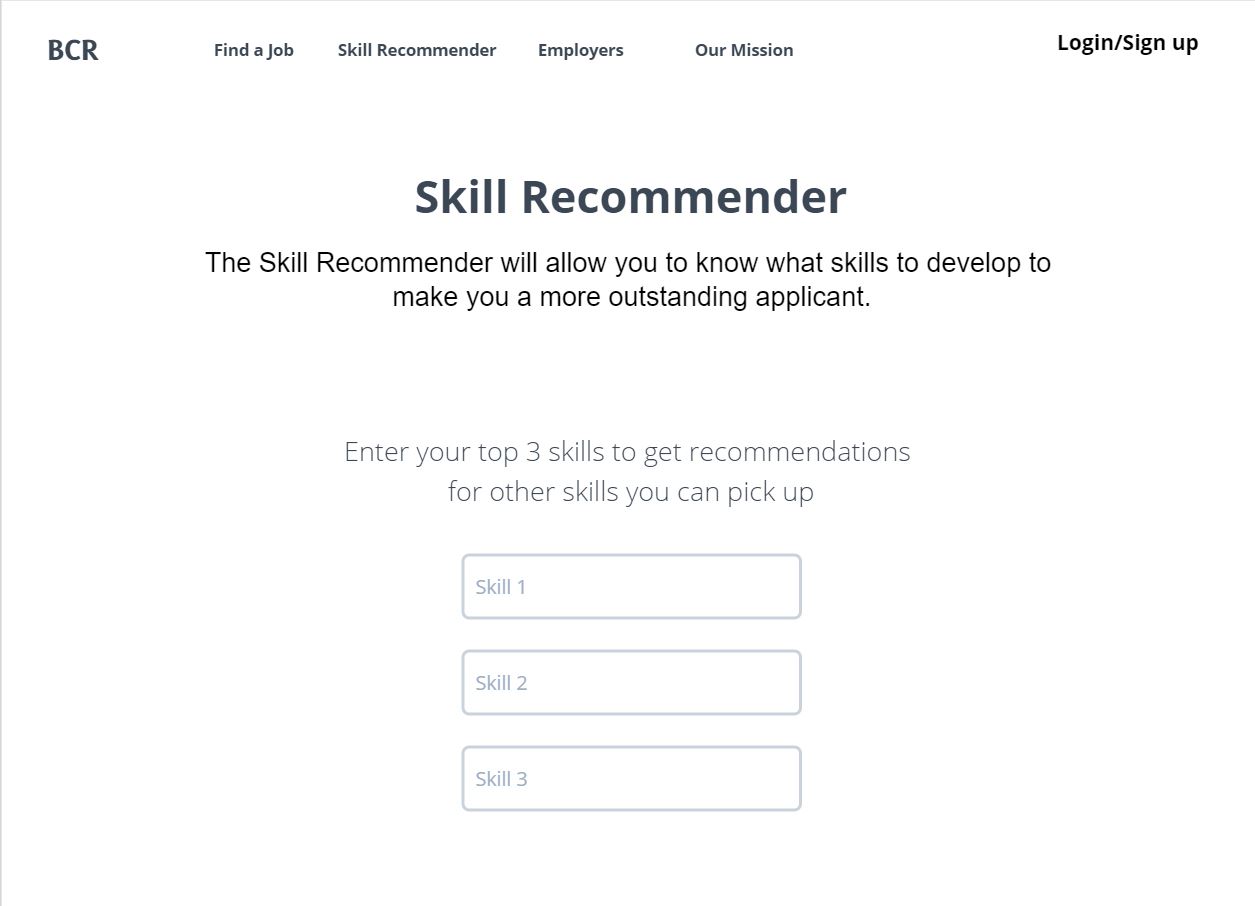 BCR
Find a Job
Skill Recommender
Employers
Our Mission
Login/Sign up
Skill Recommender
The Skill Recommender will allow you to know what skills to develop to
make you a more outstanding applicant.
Enter your top 3 skills to get recommendations
for other skills you can pick up
Skill 1
Skill 2
Skill 3